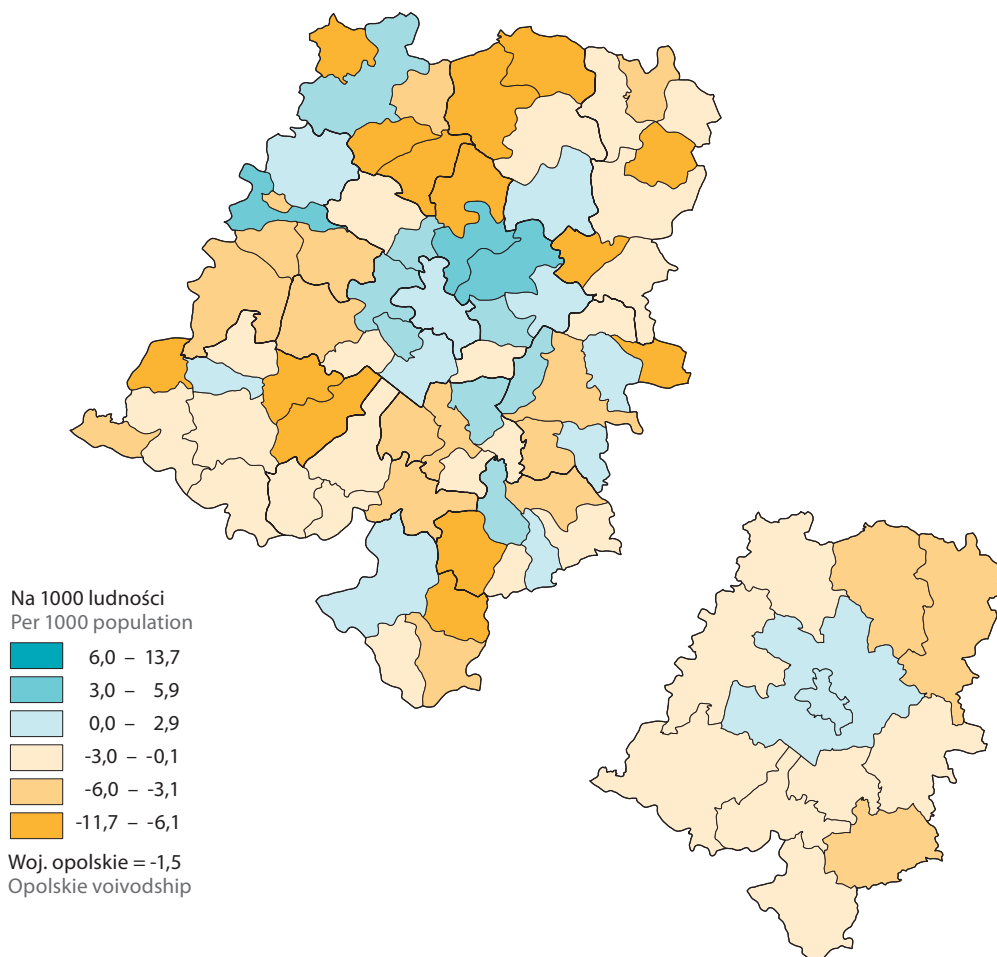 Na 1000 ludności
Per 1000 population
6,0 – 13,7
3,0 – 5,9
0,0 – 2,9
-3,0 – -0,1
-6,0 – -3,1
-11,7 – -6,1
Woj. opolskie = -1,5
Opolskie voivodship